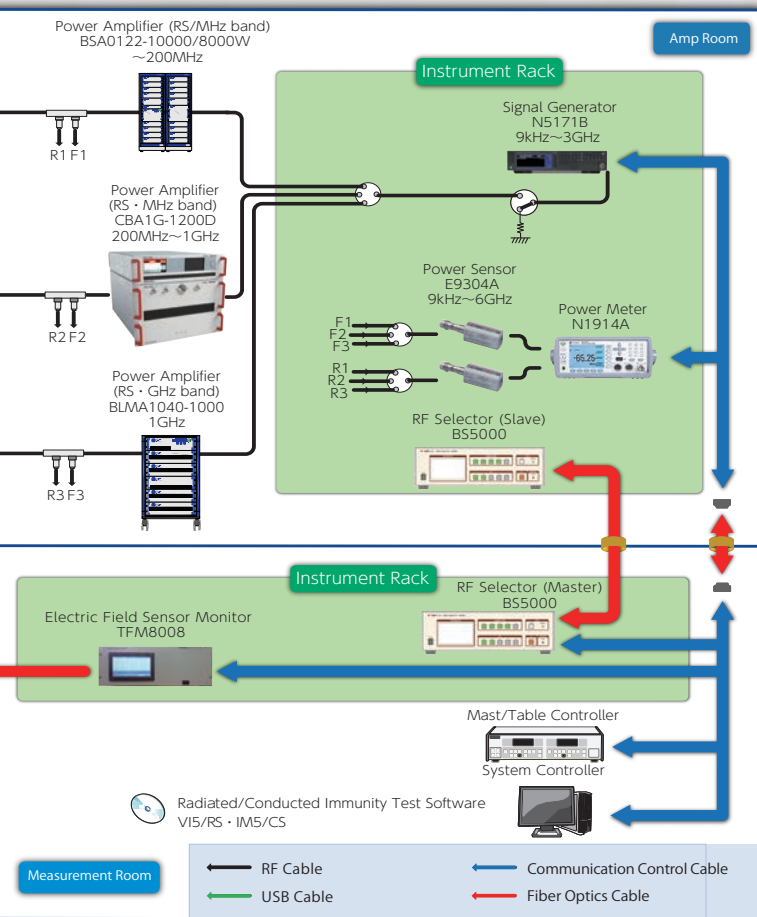 Power Amplifier (RS/MHz band)
BSA0122-10000/8000W
～200MHz
Amp Room
Instrument Rack
Signal Generator
N5171B
9kHz～3GHz
R1 F1
Power Amplifier
(RS・MHz band)
CBA1G-1200D
200MHz～1GHz
Power Sensor
E9304A
9kHz～6GHz
Power Meter
N1914A
F1
F2
F3
-65.25
R2 F2
R1
R2
R3
Power Amplifier
(RS・GHz band)
BLMA1040-1000
1GHz
RF Selector (Slave)
BS5000
R3 F3
Instrument Rack
RF Selector (Master)
BS5000
Electric Field Sensor Monitor
TFM8008
Mast/Table Controller
System Controller
Radiated/Conducted Immunity Test Software
VI5/RS・IM5/CS
Measurement Room
RF Cable
Communication Control Cable
USB Cable
Fiber Optics Cable